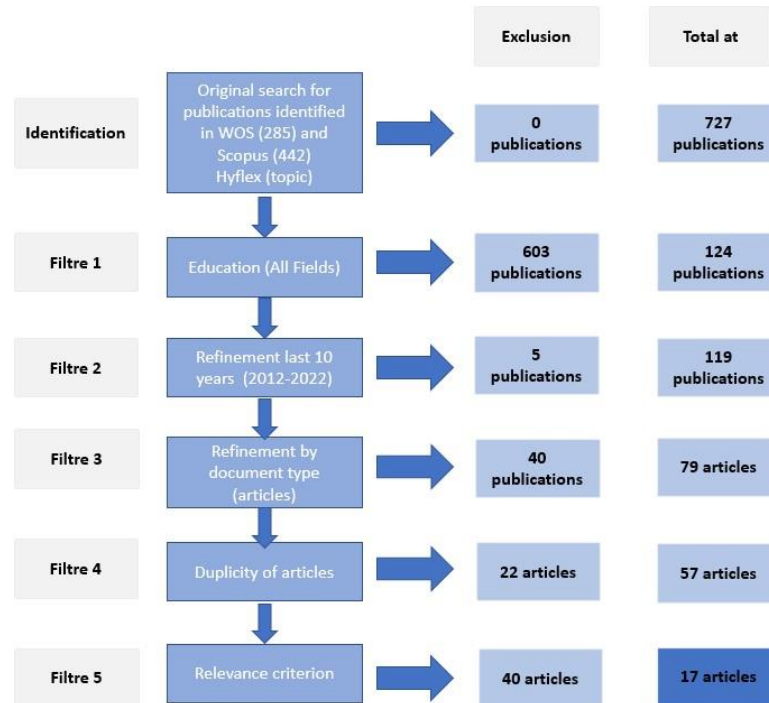 Exclusion
Total at
Identification
Original search for
publications identified
in WOS (285) and
Scopus (442)
Hyflex (topic)
0
publications
727
publications
Filtre 1
Education (All Fields)
603
publications
124
publications
Filtre 2
Refinement last 10
years (2012-2022)
5
publications
119
publications
Filtre 3
Refinement by
document type
(articles)
40
publications
79 articles
Filtre 4
Duplicity of articles
22 articles
57 articles
Filtre 5
Relevance criterion
40 articles
17 articles